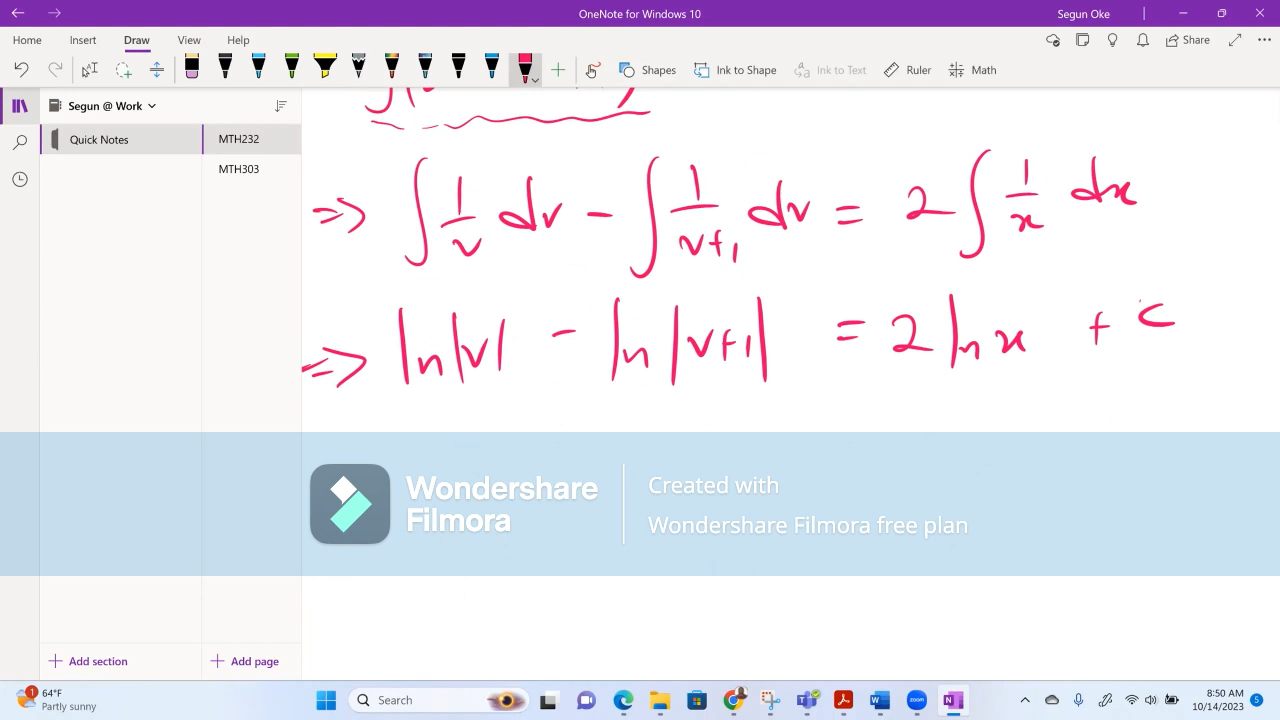 OneNote for Windows 10
Segun Oke
Home Insert Draw View Help
Share
Shapes
Ink to Shape
Ink to Text
Ruler
Math
Segun @ Work
Quick Notes
MTH232
MTH303
=> ∫ 1/v dv - ∫ 1/v+1 dv = 2 ∫ 1/x dx
=> ln|v| - ln|v+1| = 2 ln x + c
Wondershare
Filmora
Created with
Wondershare Filmora free plan
+ Add section
+ Add page
1
64°F
Partly sunny
Search
zoom
8:50 AM
10/14/2023
5